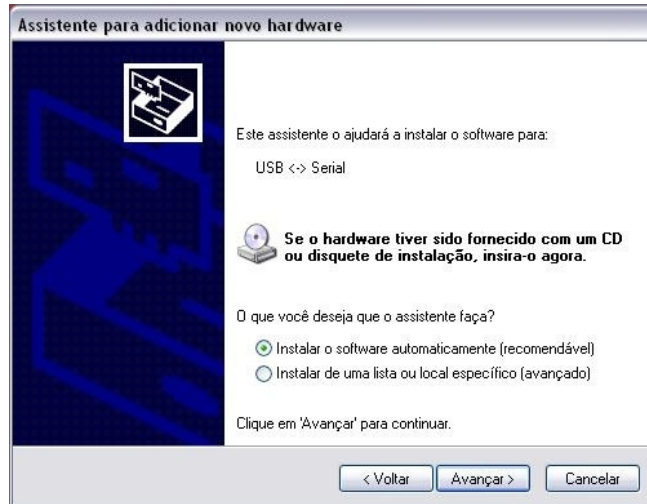 Assistente para adicionar novo hardware
Este assistente o ajudará a instalar o software para:
USB <-> Serial
Se o hardware tiver sido fornecido com um CD
ou disquete de instalação, insira-o agora.
O que você deseja que o assistente faça?
Instalar o software automaticamente (recomendável)
Instalar de uma lista ou local específico (avançado)
Clique em 'Avançar' para continuar.
< Voltar Avançar > Cancelar